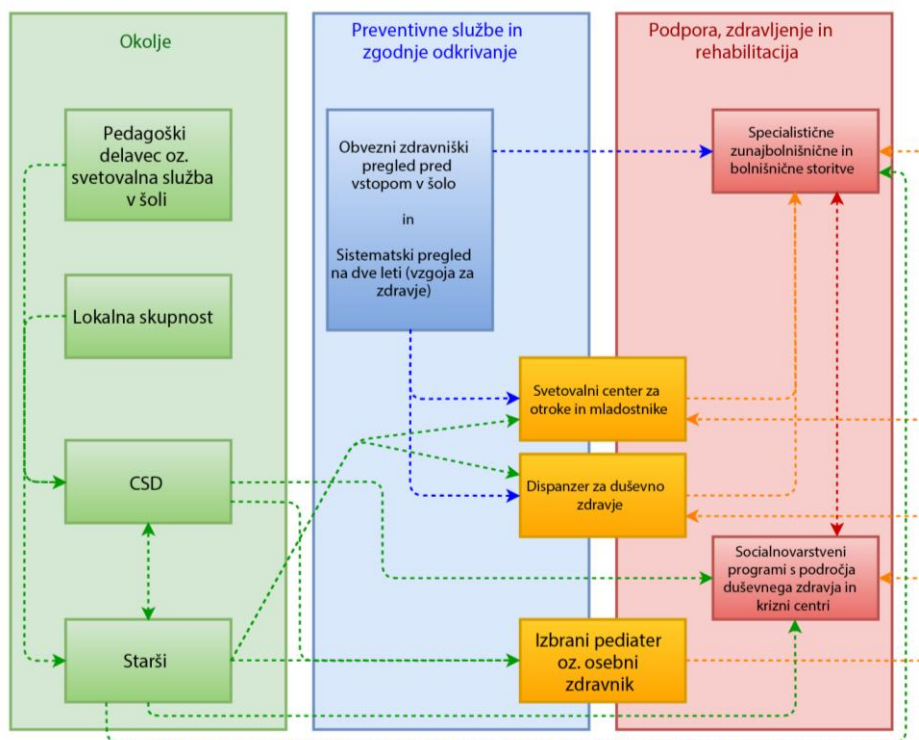 Okolje
Pedagoški
delavec oz.
svetovalna služba
v šoli
Lokalna skupnost
CSD
Starši
Preventivne službe in
zgodnje odkrivanje
Obvezni zdravniški
pregled pred
vstopom v šolo
in
Sistematski pregled
na dve leti (vzgoja za
zdravje)
Svetovalni center za
otroke in mladostnike
Dispanzer za duševno
zdravje
Izbrani pediater
oz. osebni
zdravnik
Podpora, zdravljenje in
rehabilitacija
Specialistične
zunajbolnišnične in
bolnišnične storitve
Socialnovarstveni
programi s področja
duševnega zdravja in
krizni centri